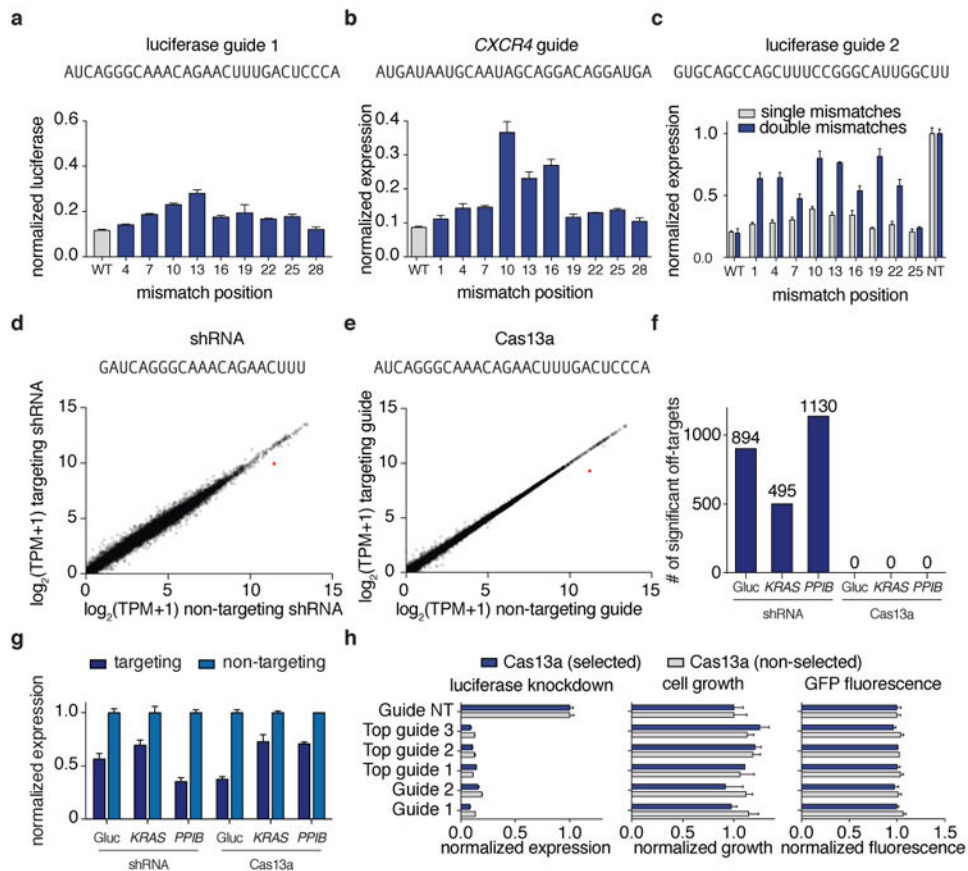 a
luciferase guide 1
AUCAGGGCAAACAGAACUUUGACUCCCA
normalized luciferase
0.6
0.4
0.2
0.0
WT 4 7 10 13 16 19 22 25 28
mismatch position
b
CXCR4 guide
AUGAUAAUGCAAUAGCAGGACAGGAUGA
normalized expression
0.4
0.3
0.2
0.1
0.0
WT 1 4 7 10 13 16 19 22 25 28
mismatch position
c
luciferase guide 2
GUGCAGCCAGCUUUCCGGGCAUUGGCUU
single mismatches
double mismatches
normalized expression
1.0
0.5
0.0
WT 1 4 7 10 13 16 19 22 25 NT
mismatch position
d
shRNA
GAUCAGGGCAAACAGAACUUU
log2(TPM+1) targeting shRNA
15
10
5
0
0 5 10 15
log2(TPM+1) non-targeting shRNA
e
Cas13a
AUCAGGGCAAACAGAACUUUGACUCCCA
log2(TPM+1) targeting guide
15
10
5
0
0 5 10 15
log2(TPM+1) non-targeting guide
f
# of significant off-targets
1000
500
0
894 495 1130 0 0 0
Gluc KRAS PPIB Gluc KRAS PPIB
shRNA Cas13a
g
targeting non-targeting
normalized expression
1.0
0.5
0
Gluc KRAS PPIB Gluc KRAS PPIB
shRNA Cas13a
h
Cas13a (selected) Cas13a (non-selected)
luciferase knockdown cell growth GFP fluorescence
Guide NT
Top guide 3
Top guide 2
Top guide 1
Guide 2
Guide 1
0.0 0.5 1.0 0.0 0.5 1.0 0.0 0.5 1.0
normalized expression normalized growth normalized fluorescence